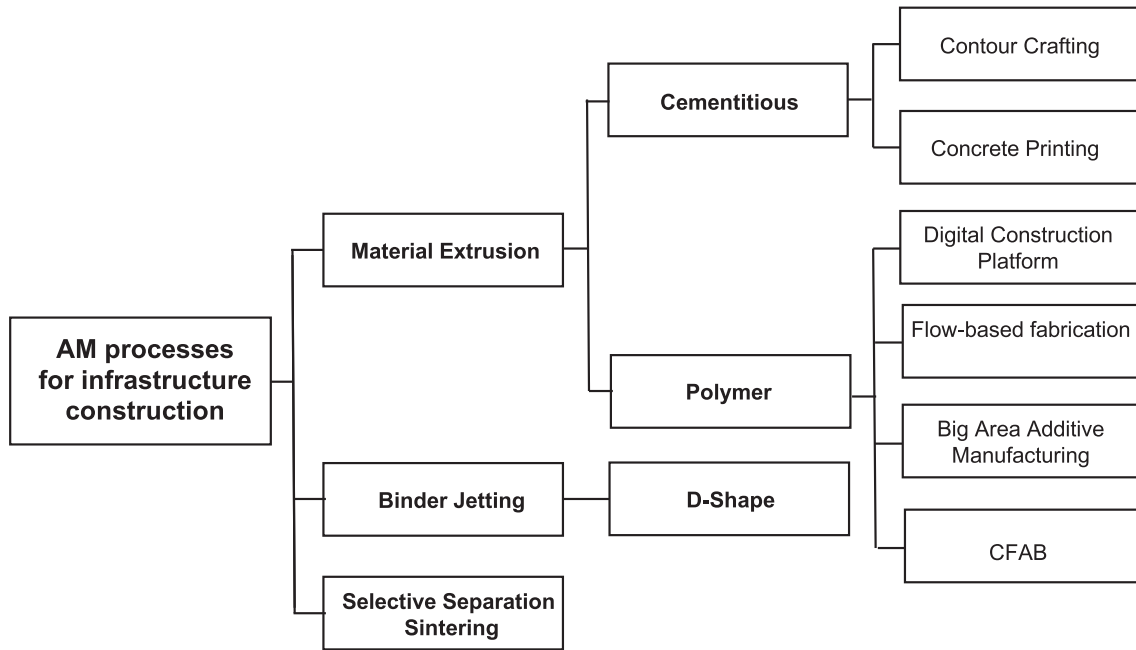 AM processes
for infrastructure
construction
Material Extrusion
Binder Jetting
Selective Separation
Sintering
Cementitious
Polymer
D-Shape
Contour Crafting
Concrete Printing
Digital Construction
Platform
Flow-based fabrication
Big Area Additive
Manufacturing
CFAB